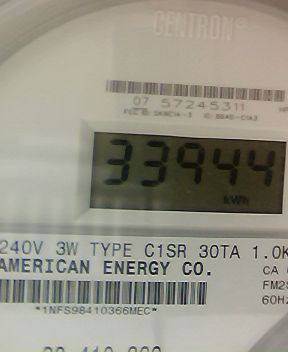 CENTRON®
07 57245311
33944
kWh
240V 3W TYPE C1SR 30TA 1.0K
AMERICAN ENERGY CO.
CA
FM2S
60Hz
*1NFS98410366MEC*